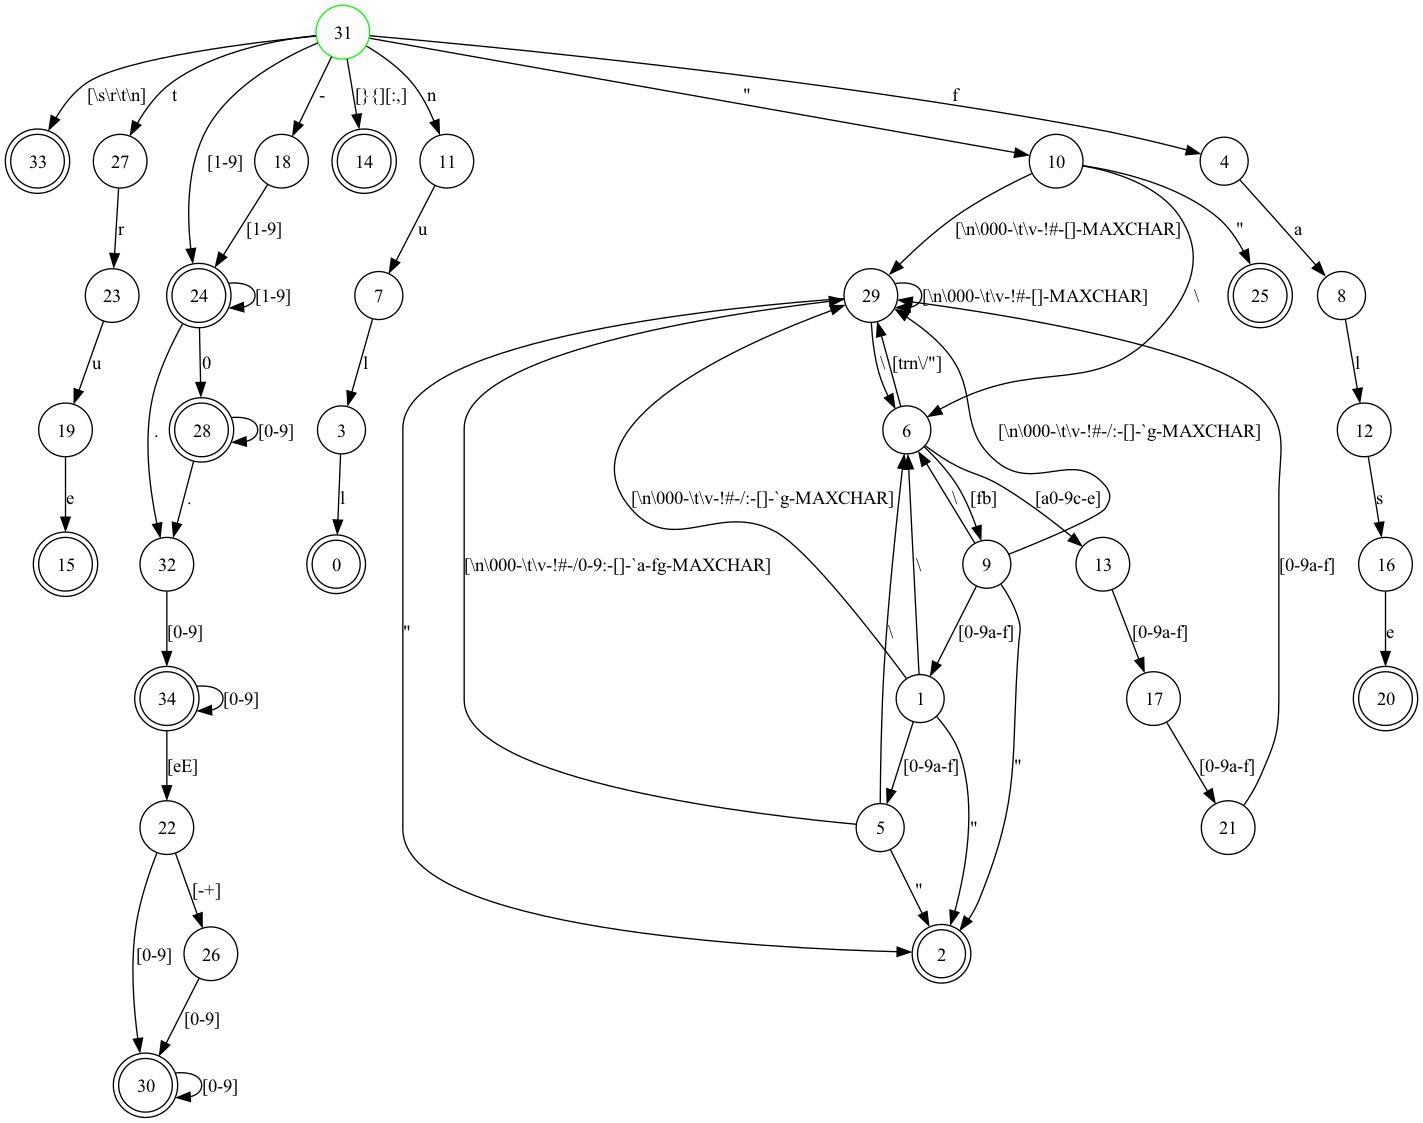 31
[\s\r\t\n] t - [}{][:,] n " f
33 27 [1-9] 18 14 11 10 4
r [1-9] u [\n\000-\t\v-!#-[]-MAXCHAR] " a
23 24 [1-9] 7 29 [\n\000-\t\v-!#-[]-MAXCHAR] \ 25 8
u 0 l \ [trn\/"] l
19 . 28 [0-9] 3 6 [\n\000-\t\v-!#-/:-[]-`g-MAXCHAR] 12
e . l [\n\000-\t\v-!#-/:-[]-`g-MAXCHAR] \ [fb] [a0-9c-e] s
15 32 0 [\n\000-\t\v-!#-/0-9:-[]-`a-fg-MAXCHAR] \ 9 13 [0-9a-f] 16
[0-9] " \ [0-9a-f] [0-9a-f] e
34 [0-9] 1 17 20
[eE] [0-9a-f] " [0-9a-f]
22 5 " 21
[-+] "
[0-9] 26 2
[0-9]
30 [0-9]